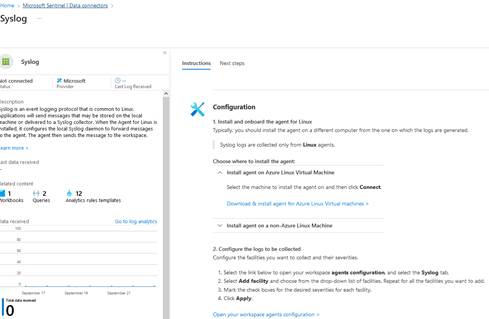 Home > Microsoft Sentinel | Data connectors >
Syslog ...
Syslog
Not connected
Status
Microsoft
Provider
--
Last Log Received
Description
Syslog is an event logging protocol that is common to Linux.
Applications will send messages that may be stored on the local
machine or delivered to a Syslog collector. When the Agent for Linux is
installed, it configures the local Syslog daemon to forward messages
to the agent. The agent then sends the message to the workspace.
Learn more >
Last data received
--
Related content
1
Workbooks
2
Queries
12
Analytics rules templates
Data received
Go to log analytics
100
80
60
40
20
0
September 17
September 19
September 21
Total data received
0
Instructions
Next steps
Configuration
1. Install and onboard the agent for Linux
Typically, you should install the agent on a different computer from the one on which the logs are generated.
Syslog logs are collected only from Linux agents.
Choose where to install the agent:
Install agent on Azure Linux Virtual Machine
Select the machine to install the agent on and then click Connect.
Download & install agent for Azure Linux Virtual machines >
Install agent on a non-Azure Linux Machine
2. Configure the logs to be collected
Configure the facilities you want to collect and their severities.
1. Select the link below to open your workspace agents configuration, and select the Syslog tab.
2. Select Add facility and choose from the drop-down list of facilities. Repeat for all the facilities you want to add.
3. Mark the check boxes for the desired severities for each facility.
4. Click Apply.
Open your workspace agents configuration >